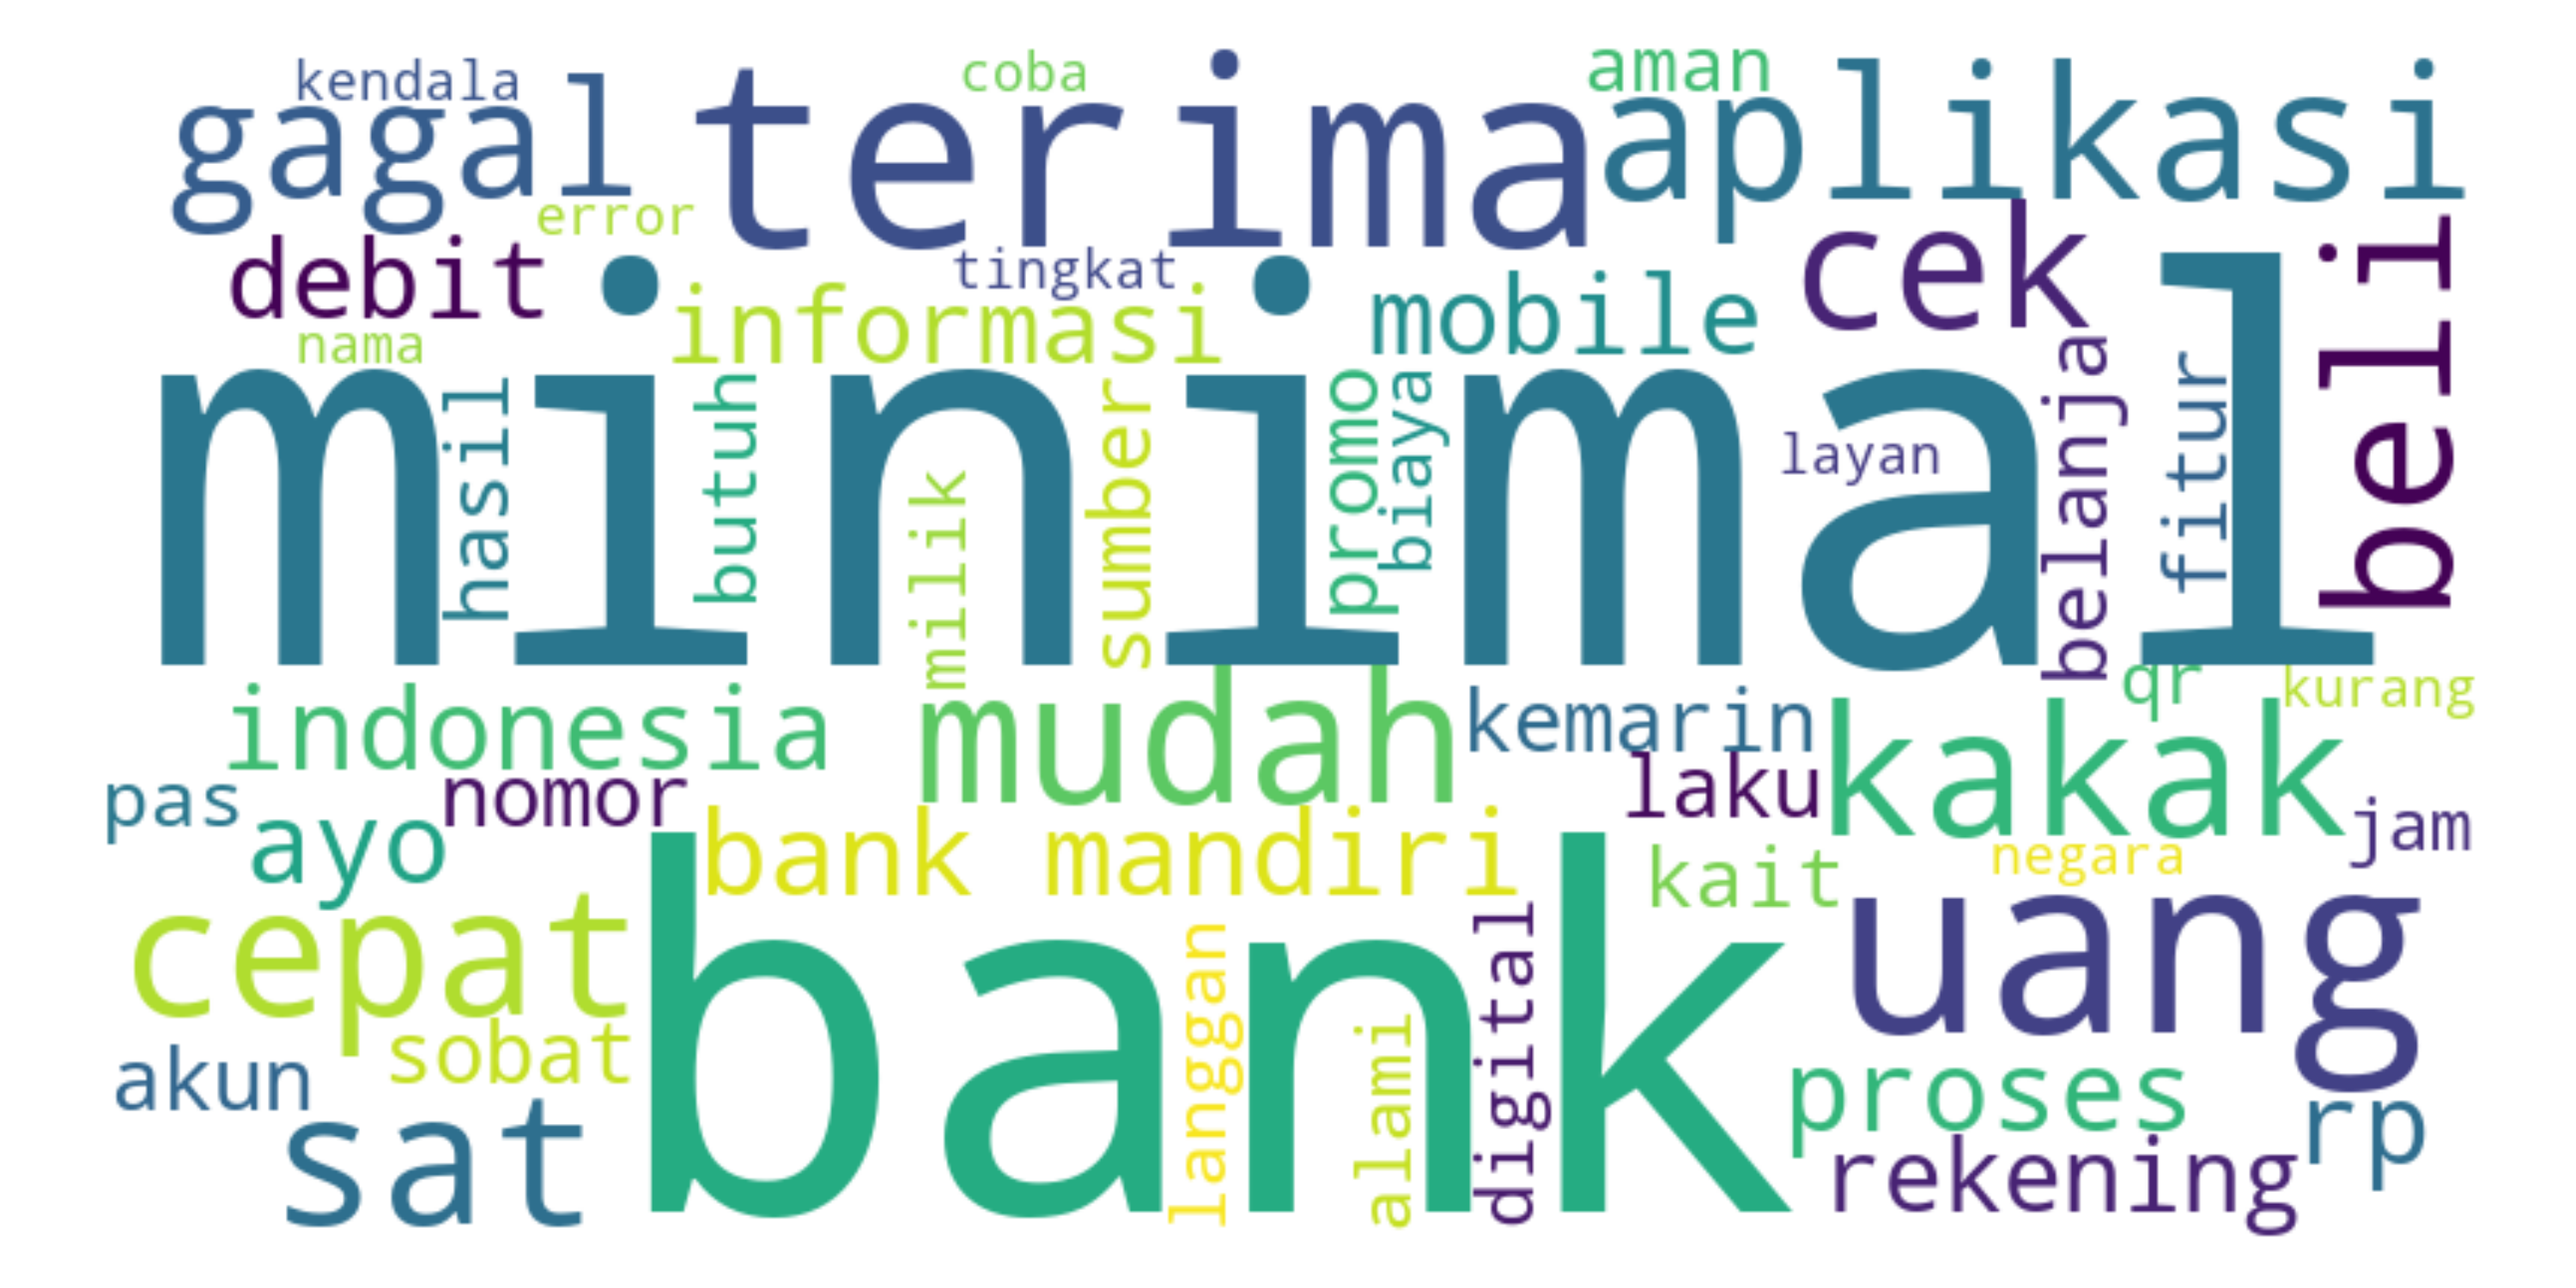 kendala
coba
aman
gagal
terima
aplikasi
error
debit
tingkat
cek
beli
nama
informasi
mobile
minimal
hasil
butuh
milik
sumber
promo
biaya
layan
belanja
fitur
indonesia
mudah
kemarin
qr
kurang
pas
nomor
laku
kakak
jam
ayo
bank mandiri
kait
negara
cepat
bank
uang
sobat
langgan
alami
digital
akun
proses
sat
rekening
rp